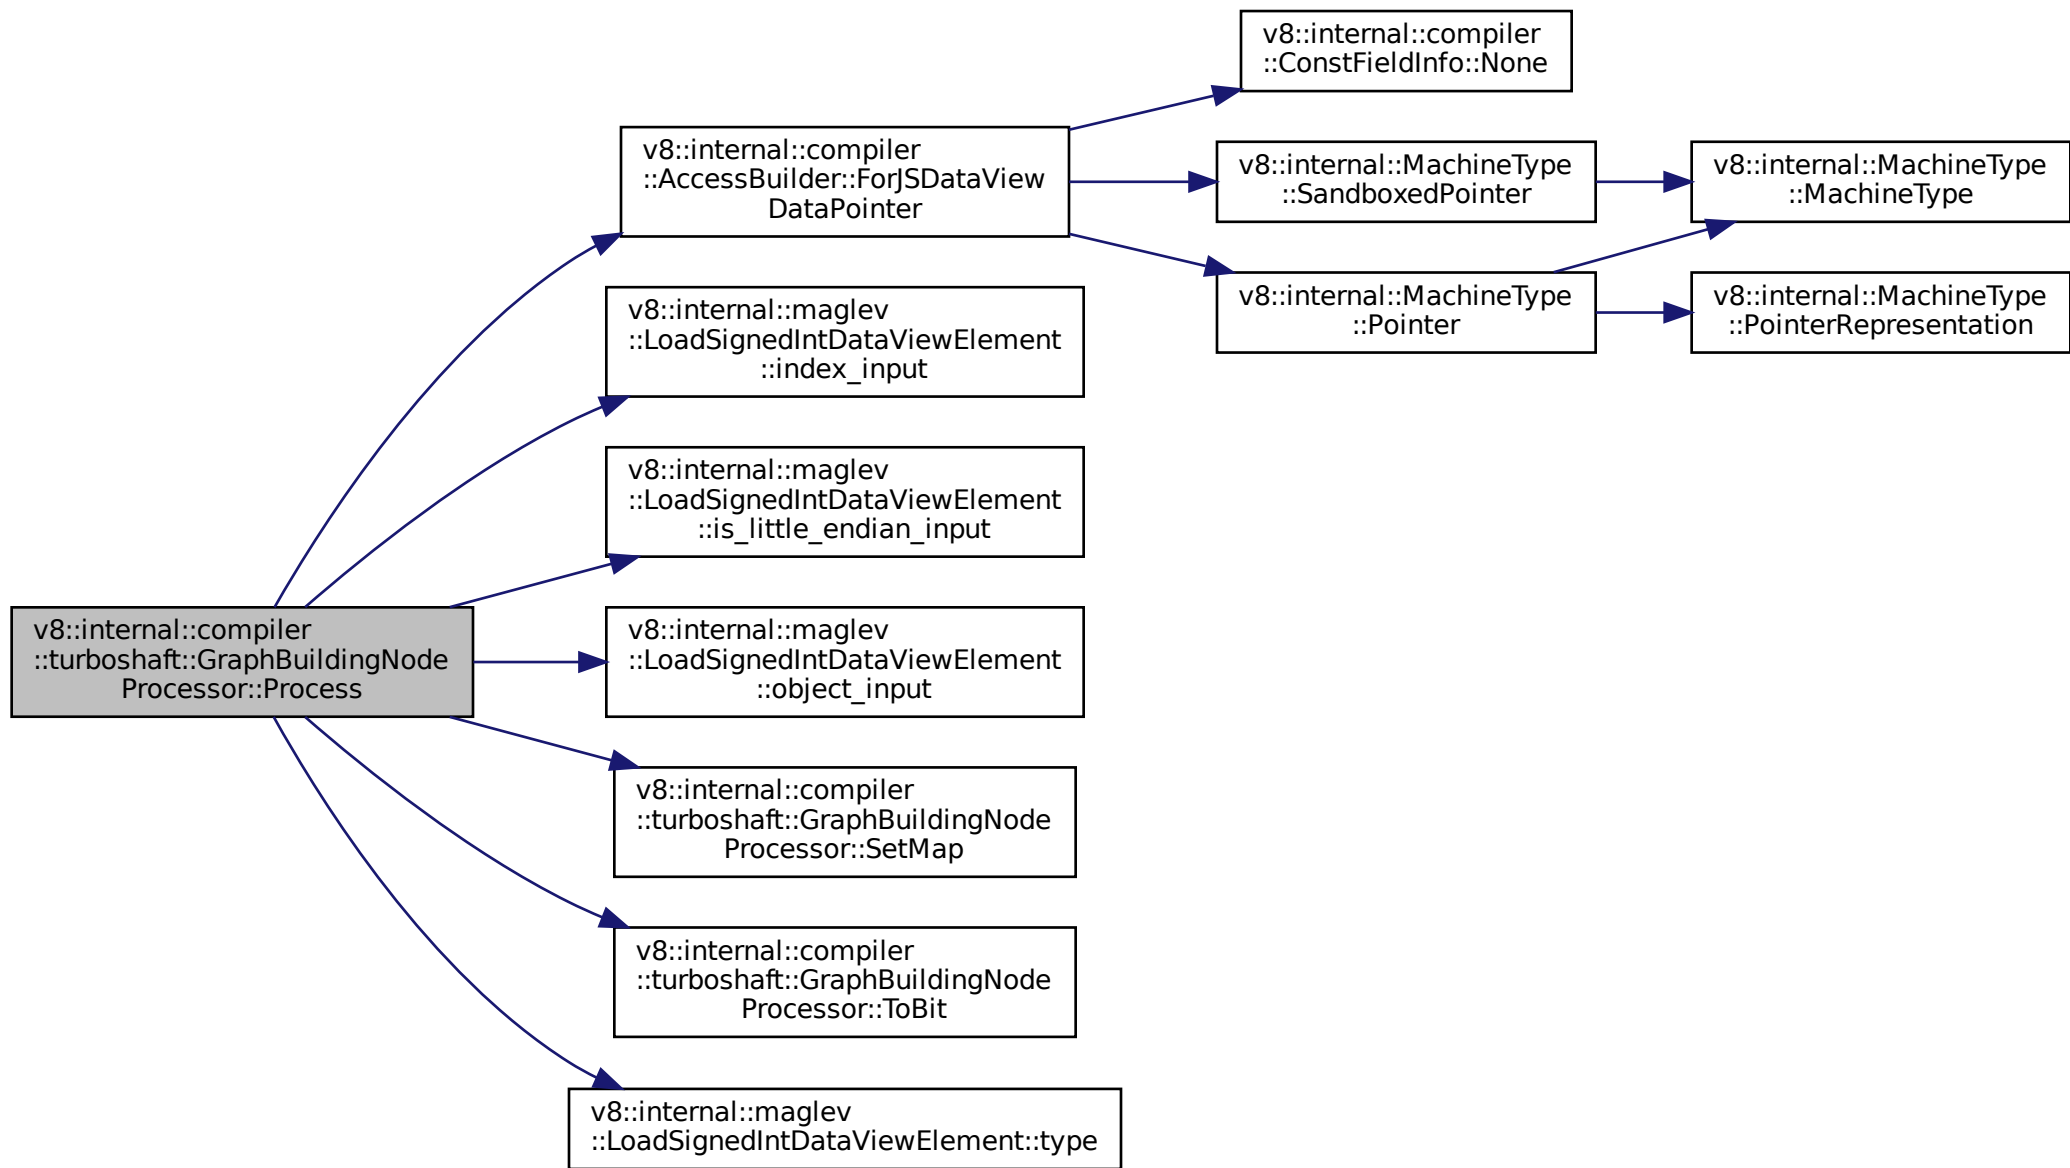 v8::internal::compiler
::ConstFieldInfo::None
v8::internal::compiler
::AccessBuilder::ForJSDataView
DataPointer
v8::internal::MachineType
::SandboxedPointer
v8::internal::MachineType
::MachineType
v8::internal::MachineType
::Pointer
v8::internal::MachineType
::PointerRepresentation
v8::internal::maglev
::LoadSignedIntDataViewElement
::index_input
v8::internal::maglev
::LoadSignedIntDataViewElement
::is_little_endian_input
v8::internal::compiler
::turboshaft::GraphBuildingNode
Processor::Process
v8::internal::maglev
::LoadSignedIntDataViewElement
::object_input
v8::internal::compiler
::turboshaft::GraphBuildingNode
Processor::SetMap
v8::internal::compiler
::turboshaft::GraphBuildingNode
Processor::ToBit
v8::internal::maglev
::LoadSignedIntDataViewElement::type